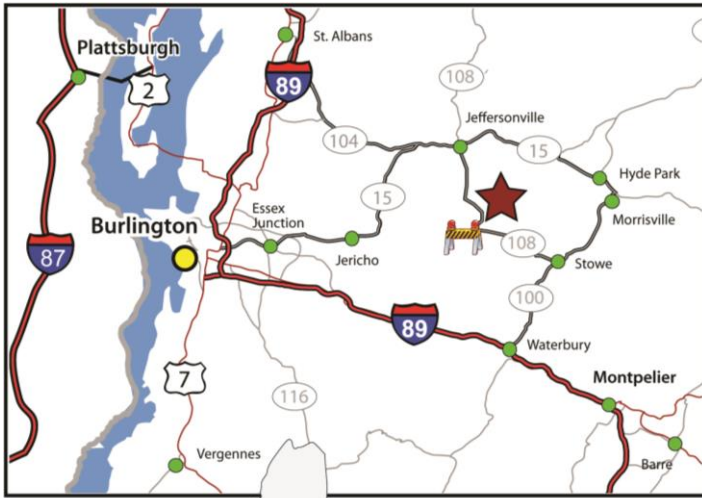 St. Albans
Plattsburgh
108
2
89
Jeffersonville
104
15
Hyde Park
15
Essex
Junction
Morrisville
Burlington
108
87
Jericho
Stowe
100
89
Waterbury
7
Montpelier
116
Vergennes
Barre